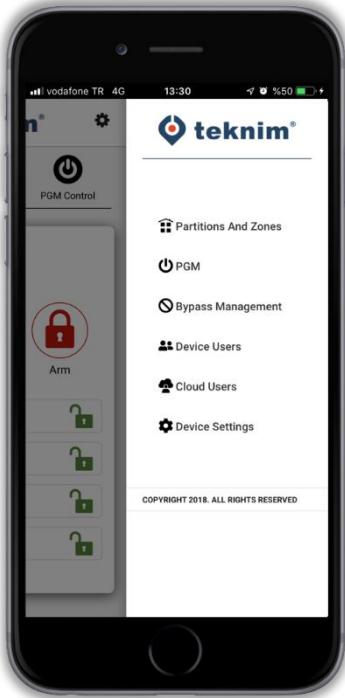 vodafone TR 4G 13:30 %50
n®
teknim®
PGM Control
Partitions And Zones
PGM
Bypass Management
Arm
Device Users
Cloud Users
Device Settings
COPYRIGHT 2018. ALL RIGHTS RESERVED